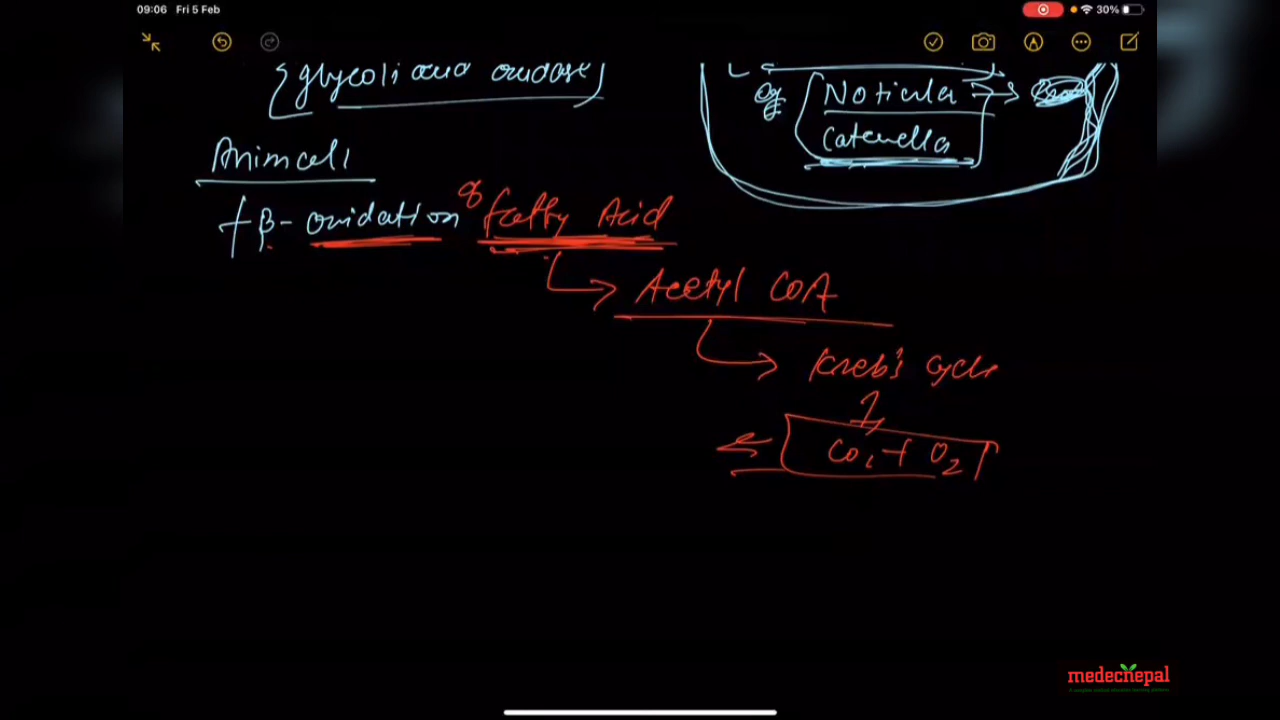 09:06 Fri 5 Feb
30%
glycolic acid oxidase
Eg Noticula
Catenella
Animcell
+ β- oxidation of fatty Acid
Acetyl COA
Kreb's cycle
CO2 + O2
medecnepal